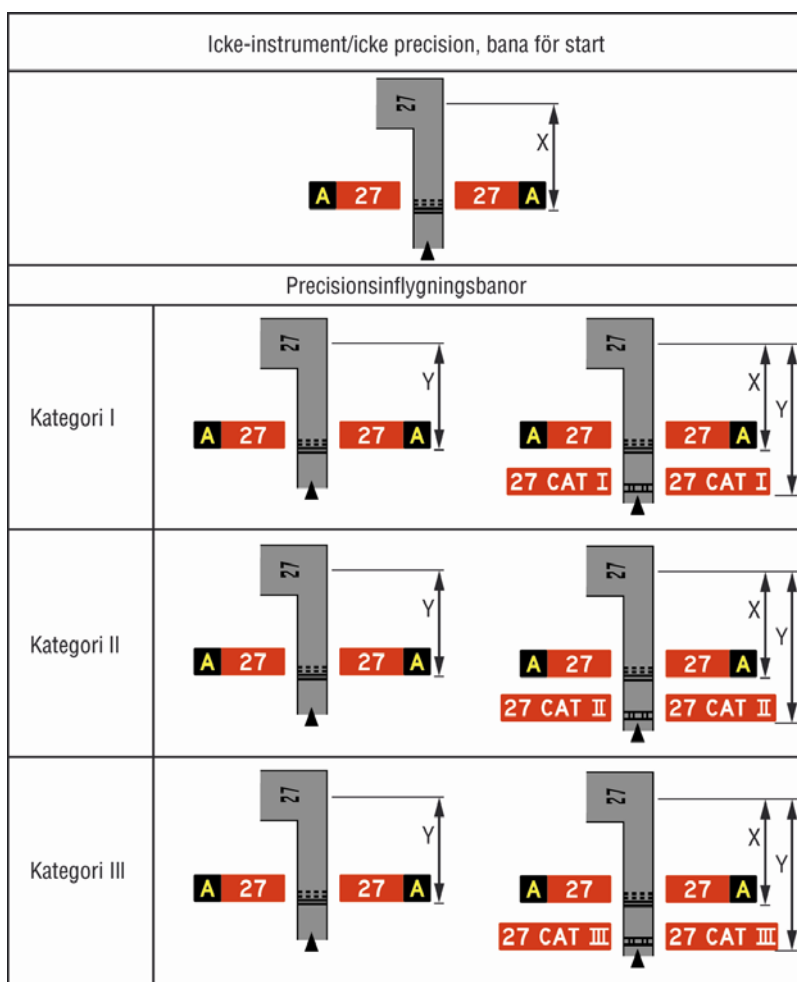 Icke-instrument/icke precision, bana för start
27
X
A 27 27 A
Precisionsinflygningsbanor
Kategori I
27 27
Y X Y
A 27 27 A A 27 27 A
27 CAT I 27 CAT I
Kategori II
27 27
Y X Y
A 27 27 A A 27 27 A
27 CAT II 27 CAT II
Kategori III
27 27
Y X Y
A 27 27 A A 27 27 A
27 CAT III 27 CAT III